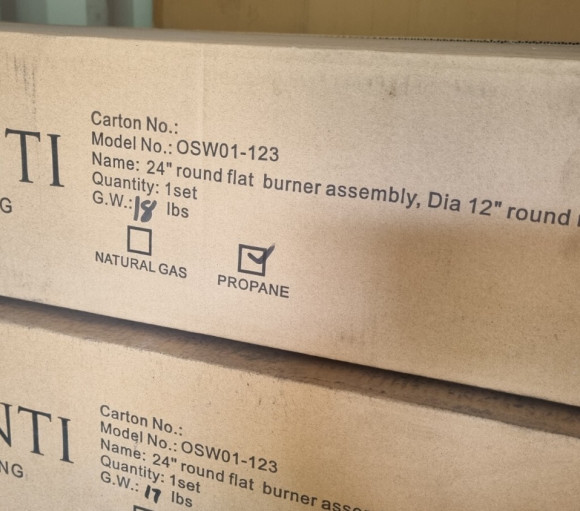 TI
G
Carton No.:
Model No.: OSW01-123
Name: 24" round flat burner assembly, Dia 12" round
Quantity: 1set
G.W.: 18 lbs
NATURAL GAS
PROPANE
NTI
NG
Carton No.:
Model No.: OSW01-123
Name: 24" round flat burner asse
Quantity: 1set
G.W.: 17 lbs